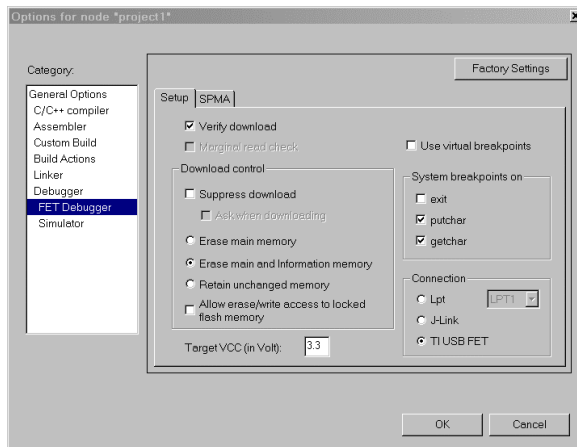 Options for node "project1"
Category:
Factory Settings
General Options
C/C++ compiler
Assembler
Custom Build
Build Actions
Linker
Debugger
FET Debugger
Simulator
Setup
SPMA
Verify download
Marginal read check
Use virtual breakpoints
Download control
Suppress download
Ask when downloading
Erase main memory
Erase main and Information memory
Retain unchanged memory
Allow erase/write access to locked
flash memory
Target VCC (in Volt): 3.3
System breakpoints on
exit
putchar
getchar
Connection
Lpt LPT1
J-Link
TI USB FET
OK
Cancel